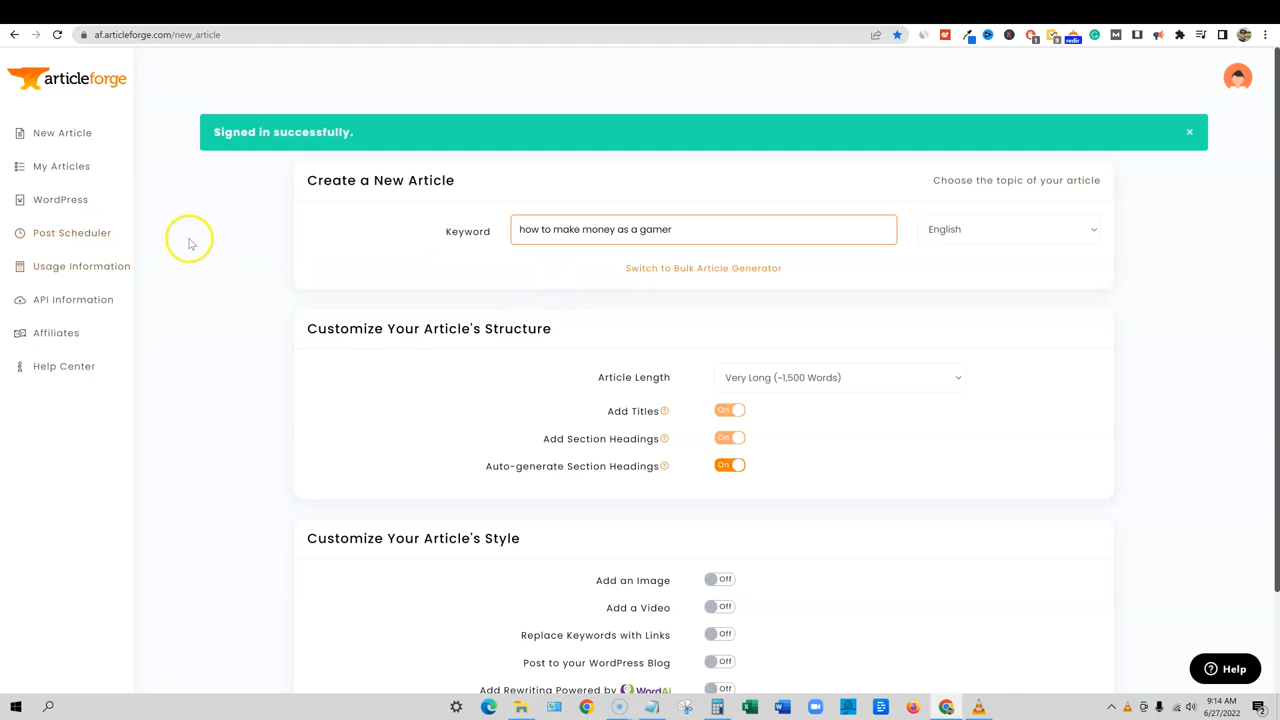 af.articleforge.com/new_article
articleforge
Signed in successfully.
×
New Article
My Articles
WordPress
Post Scheduler
Usage Information
API Information
Affiliates
Help Center
Create a New Article
Choose the topic of your article
Keyword
how to make money as a gamer
English
Switch to Bulk Article Generator
Customize Your Article's Structure
Article Length
Very Long (~1,500 Words)
Add Titles
On
Add Section Headings
On
Auto-generate Section Headings
On
Customize Your Article's Style
Add an Image
Off
Add a Video
Off
Replace Keywords with Links
Off
Post to your WordPress Blog
Off
Add Rewriting Powered by WordAi
Off
Help
9:14 AM
6/27/2022